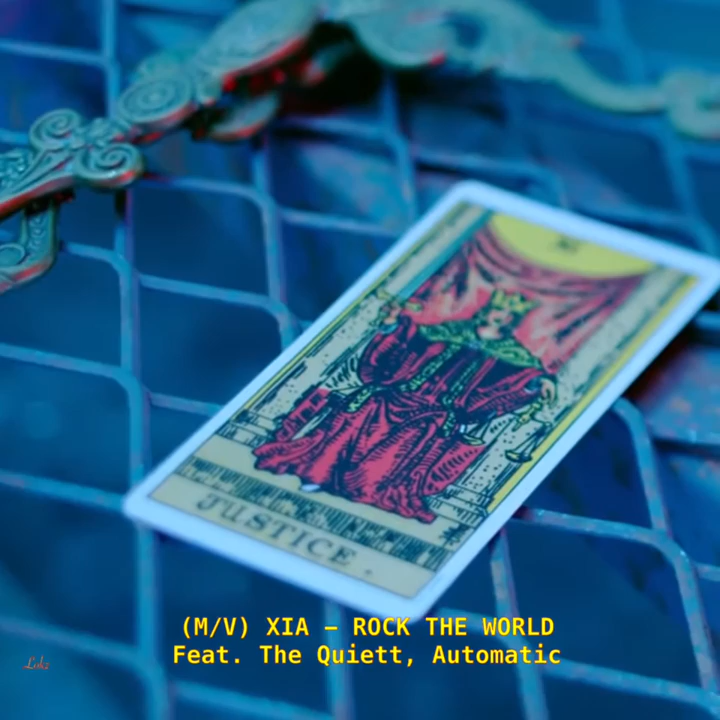 JUSTICE.
(M/V) XIA – ROCK THE WORLD
Feat. The Quiett, Automatic